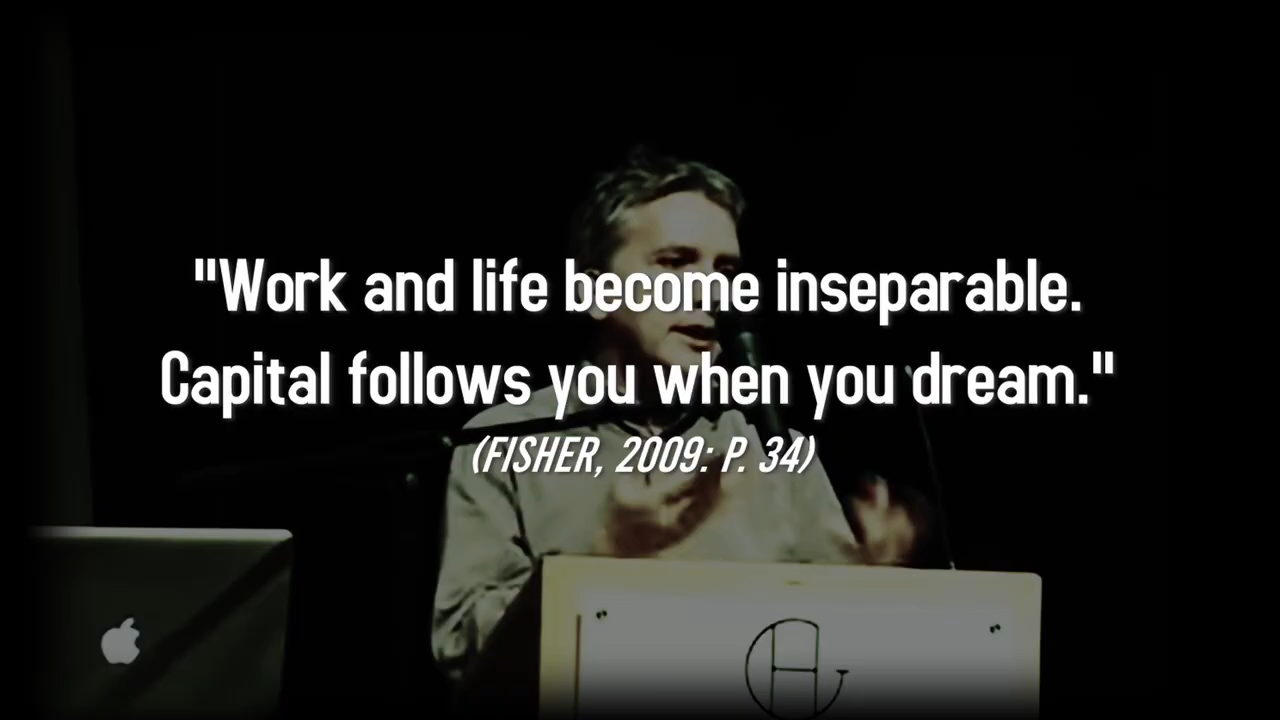 "Work and life become inseparable.
Capital follows you when you dream."
(FISHER, 2009: P. 34)